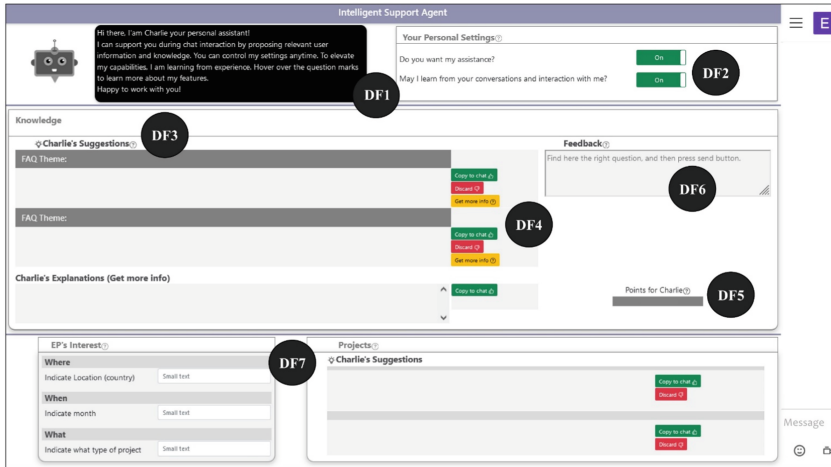 Intelligent Support Agent
Hi there, I'am Charlie your personal assistant!
I can support you during chat interaction by proposing relevant user
information and knowledge. You can control my settings anytime. To elevate
my capabilities, I am learning from experience. Hover over the question marks
to learn more about my features.
Happy to work with you!
DF1
Your Personal Settings
Do you want my assistance?
On
May I learn from your conversations and interaction with me?
On
DF2
E
Knowledge
DF3
Charlie's Suggestions
FAQ Theme:
Copy to chat
Discard
Get more info
FAQ Theme:
Copy to chat
Discard
Get more info
DF4
Feedback
Find here the right question, and then press send button.
DF6
Charlie's Explanations (Get more info)
Copy to chat
Points for Charlie
DF5
EP's Interest
Where
Indicate Location (country)
Small text
When
Indicate month
Small text
What
Indicate what type of project
Small text
DF7
Projects
Charlie's Suggestions
Copy to chat
Discard
Copy to chat
Discard
Message